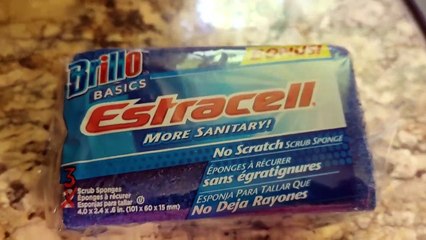 BONUS!
Brillo
BASICS
Estracell
MORE SANITARY!
No Scratch SCRUB SPONGE
ÉPONGES À RÉCURER
sans égratignures
ESPONJA PARA TALLAR QUE
No Deja Rayones
3
Scrub Sponges
Éponges à récurer
Esponjas para tallar
4.0 x 2.4 x .6 in. (101 x 60 x 15 mm)